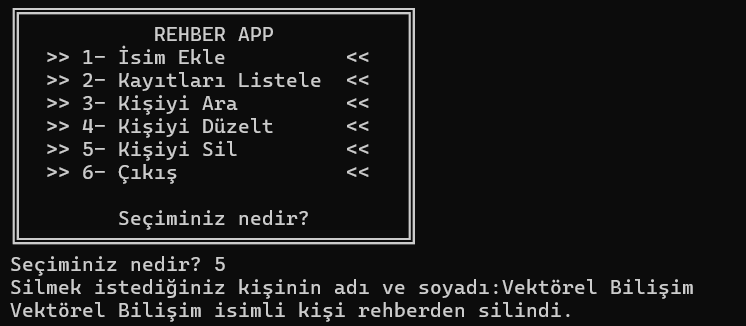 REHBER APP
>> 1- İsim Ekle <<
>> 2- Kayıtları Listele <<
>> 3- Kişiyi Ara <<
>> 4- Kişiyi Düzelt <<
>> 5- Kişiyi Sil <<
>> 6- Çıkış <<
Seçiminiz nedir?
Seçiminiz nedir? 5
Silmek istediğiniz kişinin adı ve soyadı:Vektörel Bilişim
Vektörel Bilişim isimli kişi rehberden silindi.